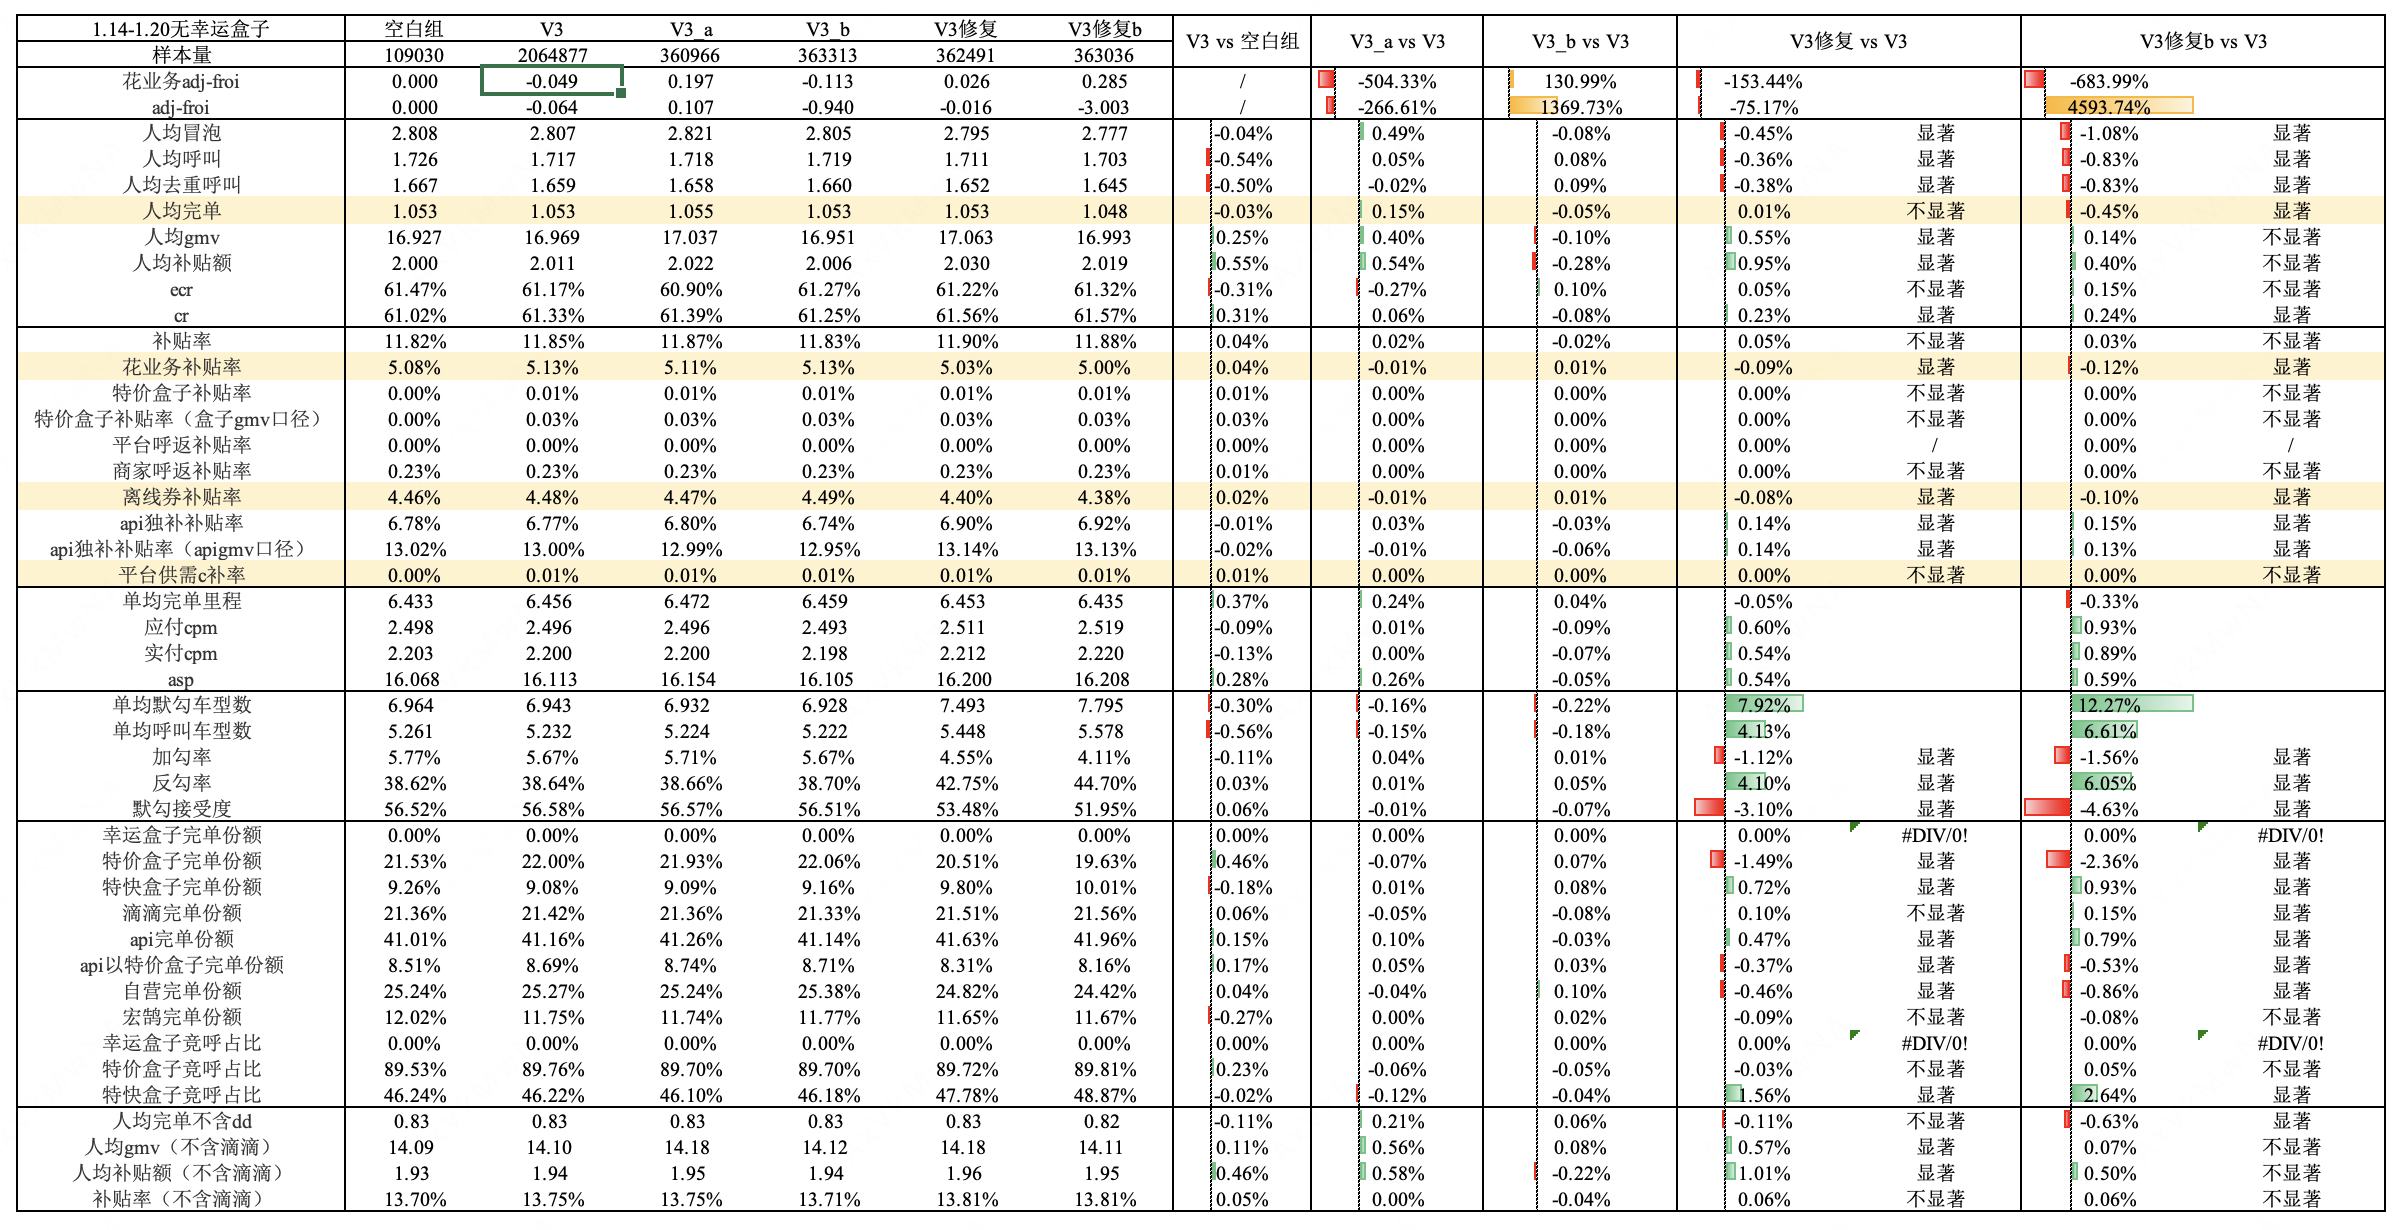 1.14-1.20无幸运盒子 空白组 V3 V3_a V3_b V3修复 V3修复b V3 vs 空白组 V3_a vs V3 V3_b vs V3 V3修复 vs V3 V3修复b vs V3
样本量 109030 2064877 360966 363313 362491 363036
花业务adj-froi 0.000 -0.049 0.197 -0.113 0.026 0.285 / -504.33% 130.99% -153.44% -683.99%
adj-froi 0.000 -0.064 0.107 -0.940 -0.016 -3.003 / -266.61% 1369.73% -75.17% 4593.74%
人均冒泡 2.808 2.807 2.821 2.805 2.795 2.777 -0.04% 0.49% -0.08% -0.45% 显著 -1.08% 显著
人均呼叫 1.726 1.717 1.718 1.719 1.711 1.703 -0.54% 0.05% 0.08% -0.36% 显著 -0.83% 显著
人均去重呼叫 1.667 1.659 1.658 1.660 1.652 1.645 -0.50% -0.02% 0.09% -0.38% 显著 -0.83% 显著
人均完单 1.053 1.053 1.055 1.053 1.053 1.048 -0.03% 0.15% -0.05% 0.01% 不显著 -0.45% 显著
人均gmv 16.927 16.969 17.037 16.951 17.063 16.993 0.25% 0.40% -0.10% 0.55% 显著 0.14% 不显著
人均补贴额 2.000 2.011 2.022 2.006 2.030 2.019 0.55% 0.54% -0.28% 0.95% 显著 0.40% 不显著
ecr 61.47% 61.17% 60.90% 61.27% 61.22% 61.32% -0.31% -0.27% 0.10% 0.05% 不显著 0.15% 不显著
cr 61.02% 61.33% 61.39% 61.25% 61.56% 61.57% 0.31% 0.06% -0.08% 0.23% 显著 0.24% 显著
补贴率 11.82% 11.85% 11.87% 11.83% 11.90% 11.88% 0.04% 0.02% -0.02% 0.05% 不显著 0.03% 不显著
花业务补贴率 5.08% 5.13% 5.11% 5.13% 5.03% 5.00% 0.04% -0.01% 0.01% -0.09% 显著 -0.12% 显著
特价盒子补贴率 0.00% 0.01% 0.01% 0.01% 0.01% 0.01% 0.01% 0.00% 0.00% 0.00% 不显著 0.00% 不显著
特价盒子补贴率（盒子gmv口径） 0.00% 0.03% 0.03% 0.03% 0.03% 0.03% 0.03% 0.00% 0.00% 0.00% 不显著 0.00% 不显著
平台呼返补贴率 0.00% 0.00% 0.00% 0.00% 0.00% 0.00% 0.00% 0.00% 0.00% 0.00% / 0.00% /
商家呼返补贴率 0.23% 0.23% 0.23% 0.23% 0.23% 0.23% 0.01% 0.00% 0.00% 0.00% 不显著 0.00% 不显著
离线券补贴率 4.46% 4.48% 4.47% 4.49% 4.40% 4.38% 0.02% -0.01% 0.01% -0.08% 显著 -0.10% 显著
api独补补贴率 6.78% 6.77% 6.80% 6.74% 6.90% 6.92% -0.01% 0.03% -0.03% 0.14% 显著 0.15% 显著
api独补补贴率（apigmv口径） 13.02% 13.00% 12.99% 12.95% 13.14% 13.13% -0.02% -0.01% -0.06% 0.14% 显著 0.13% 显著
平台供需c补率 0.00% 0.01% 0.01% 0.01% 0.01% 0.01% 0.01% 0.00% 0.00% 0.00% 不显著 0.00% 不显著
单均完单里程 6.433 6.456 6.472 6.459 6.453 6.435 0.37% 0.24% 0.04% -0.05% -0.33%
应付cpm 2.498 2.496 2.496 2.493 2.511 2.519 -0.09% 0.01% -0.09% 0.60% 0.93%
实付cpm 2.203 2.200 2.200 2.198 2.212 2.220 -0.13% 0.00% -0.07% 0.54% 0.89%
asp 16.068 16.113 16.154 16.105 16.200 16.208 0.28% 0.26% -0.05% 0.54% 0.59%
单均默勾车型数 6.964 6.943 6.932 6.928 7.493 7.795 -0.30% -0.16% -0.22% 7.92% 12.27%
单均呼叫车型数 5.261 5.232 5.224 5.222 5.448 5.578 -0.56% -0.15% -0.18% 4.13% 6.61%
加勾率 5.77% 5.67% 5.71% 5.67% 4.55% 4.11% -0.11% 0.04% 0.01% -1.12% 显著 -1.56% 显著
反勾率 38.62% 38.64% 38.66% 38.70% 42.75% 44.70% 0.03% 0.01% 0.05% 4.10% 显著 6.05% 显著
默勾接受度 56.52% 56.58% 56.57% 56.51% 53.48% 51.95% 0.06% -0.01% -0.07% -3.10% 显著 -4.63% 显著
幸运盒子完单份额 0.00% 0.00% 0.00% 0.00% 0.00% 0.00% 0.00% 0.00% 0.00% 0.00% #DIV/0! 0.00% #DIV/0!
特价盒子完单份额 21.53% 22.00% 21.93% 22.06% 20.51% 19.63% 0.46% -0.07% 0.07% -1.49% 显著 -2.36% 显著
特快盒子完单份额 9.26% 9.08% 9.09% 9.16% 9.80% 10.01% -0.18% 0.01% 0.08% 0.72% 显著 0.93% 显著
滴滴完单份额 21.36% 21.42% 21.36% 21.33% 21.51% 21.56% 0.06% -0.05% -0.08% 0.10% 不显著 0.15% 显著
api完单份额 41.01% 41.16% 41.26% 41.14% 41.63% 41.96% 0.15% 0.10% -0.03% 0.47% 显著 0.79% 显著
api以特价盒子完单份额 8.51% 8.69% 8.74% 8.71% 8.31% 8.16% 0.17% 0.05% 0.03% -0.37% 显著 -0.53% 显著
自营完单份额 25.24% 25.27% 25.24% 25.38% 24.82% 24.42% 0.04% -0.04% 0.10% -0.46% 显著 -0.86% 显著
宏鹄完单份额 12.02% 11.75% 11.74% 11.77% 11.65% 11.67% -0.27% 0.00% 0.02% -0.09% 不显著 -0.08% 不显著
幸运盒子竞呼占比 0.00% 0.00% 0.00% 0.00% 0.00% 0.00% 0.00% 0.00% 0.00% 0.00% #DIV/0! 0.00% #DIV/0!
特价盒子竞呼占比 89.53% 89.76% 89.70% 89.70% 89.72% 89.81% 0.23% -0.06% -0.05% -0.03% 不显著 0.05% 不显著
特快盒子竞呼占比 46.24% 46.22% 46.10% 46.18% 47.78% 48.87% -0.02% -0.12% -0.04% 1.56% 显著 2.64% 显著
人均完单不含dd 0.83 0.83 0.83 0.83 0.83 0.82 -0.11% 0.21% 0.06% -0.11% 不显著 -0.63% 显著
人均gmv（不含滴滴） 14.09 14.10 14.18 14.12 14.18 14.11 0.11% 0.56% 0.08% 0.57% 显著 0.07% 不显著
人均补贴额（不含滴滴） 1.93 1.94 1.95 1.94 1.96 1.95 0.46% 0.58% -0.22% 1.01% 显著 0.50% 不显著
补贴率（不含滴滴） 13.70% 13.75% 13.75% 13.71% 13.81% 13.81% 0.05% 0.00% -0.04% 0.06% 不显著 0.06% 不显著